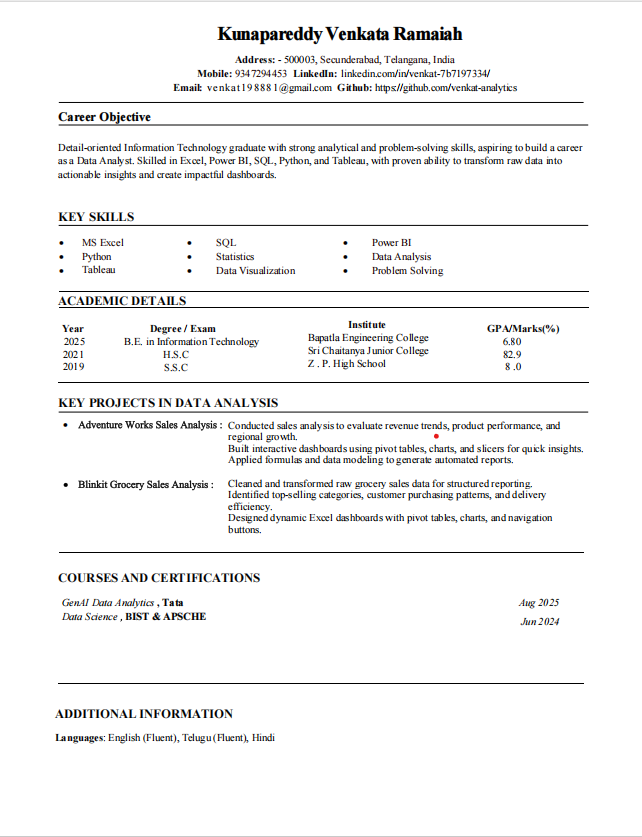 Kunapareddy Venkata Ramaiah
Address: - 500003, Secunderabad, Telangana, India
Mobile: 9347294453 LinkedIn: linkedin.com/in/venkat-7b7197334/
Email: venkat198881@gmail.com Github: https://github.com/venkat-analytics
Career Objective
Detail-oriented Information Technology graduate with strong analytical and problem-solving skills, aspiring to build a career
as a Data Analyst. Skilled in Excel, Power BI, SQL, Python, and Tableau, with proven ability to transform raw data into
actionable insights and create impactful dashboards.
KEY SKILLS
• MS Excel • SQL • Power BI
• Python • Statistics • Data Analysis
• Tableau • Data Visualization • Problem Solving
ACADEMIC DETAILS
Year Degree / Exam Institute GPA/Marks(%)
2025 B.E. in Information Technology Bapatla Engineering College 6.80
2021 H.S.C Sri Chaitanya Junior College 82.9
2019 S.S.C Z . P. High School 8 .0
KEY PROJECTS IN DATA ANALYSIS
• Adventure Works Sales Analysis : Conducted sales analysis to evaluate revenue trends, product performance, and
regional growth.
Built interactive dashboards using pivot tables, charts, and slicers for quick insights.
Applied formulas and data modeling to generate automated reports.
• Blinkit Grocery Sales Analysis : Cleaned and transformed raw grocery sales data for structured reporting.
Identified top-selling categories, customer purchasing patterns, and delivery
efficiency.
Designed dynamic Excel dashboards with pivot tables, charts, and navigation
buttons.
COURSES AND CERTIFICATIONS
GenAI Data Analytics , Tata Aug 2025
Data Science , BIST & APSCHE Jun 2024
ADDITIONAL INFORMATION
Languages: English (Fluent), Telugu (Fluent), Hindi